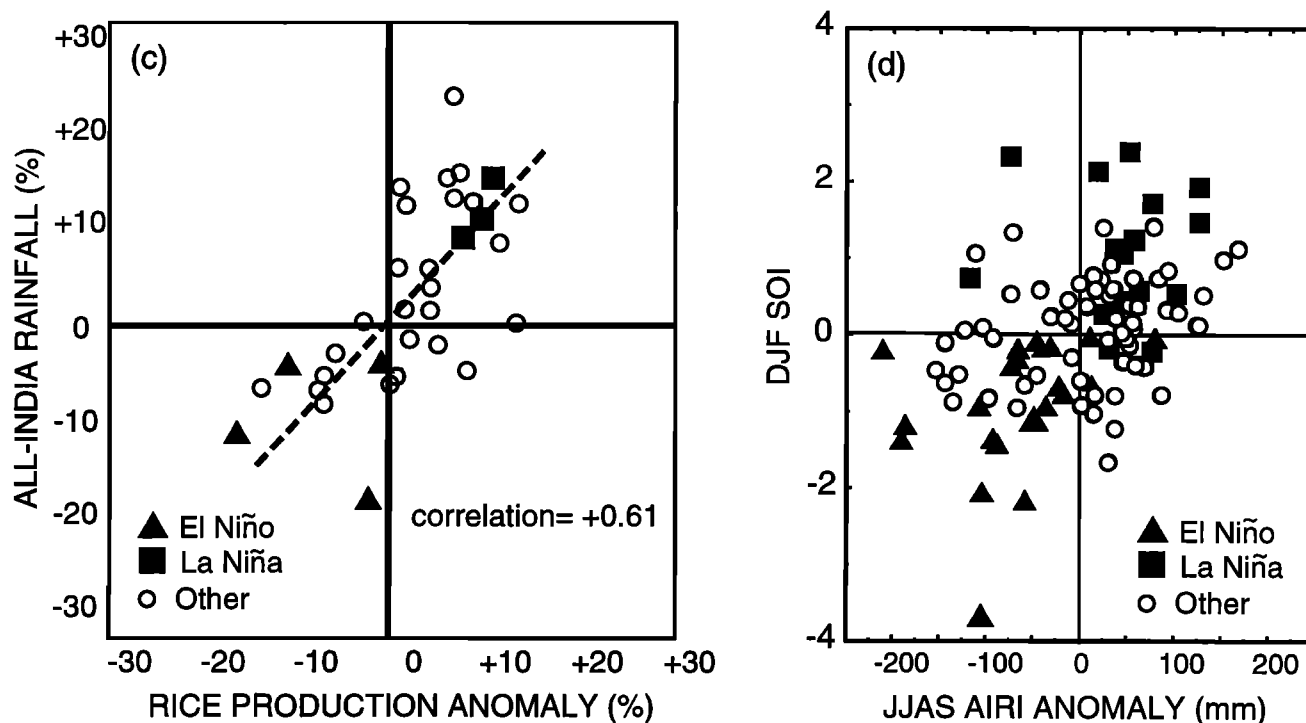 (c)
ALL-INDIA RAINFALL (%)
+30
+20
+10
0
-10
-20
-30
correlation= +0.61
El Niño
La Niña
Other
-30 -20 -10 0 +10 +20 +30
RICE PRODUCTION ANOMALY (%)
(d)
DJF SOI
4
2
0
-2
-4
El Niño
La Niña
Other
-200 -100 0 100 200
JJAS AIRI ANOMALY (mm)